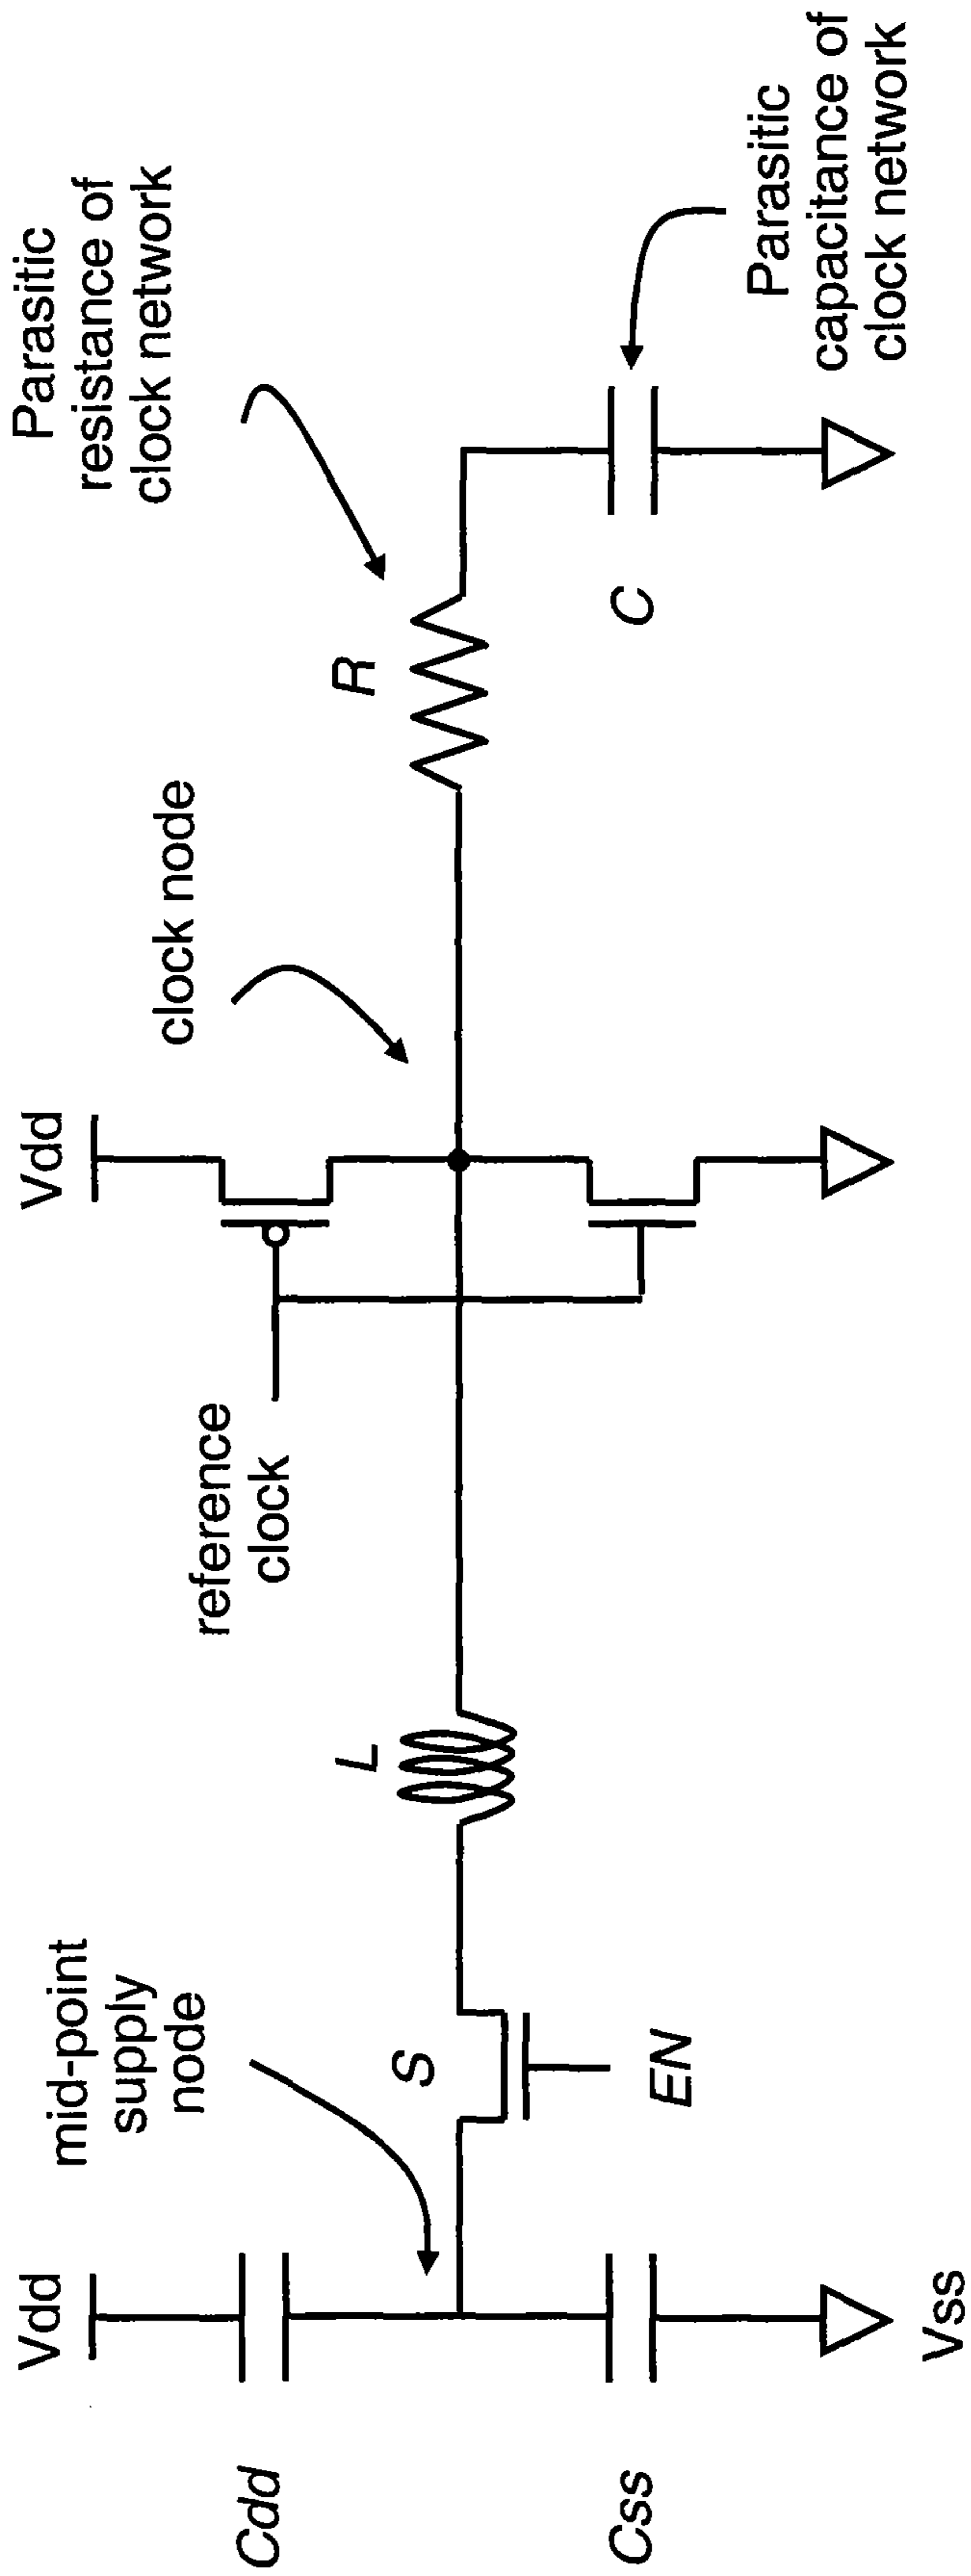 Vdd
Cdd
mid-point
supply
node
S
EN
Css
Vss
L
reference
clock
Vdd
clock node
R
Parasitic
resistance of
clock network
C
Parasitic
capacitance of
clock network